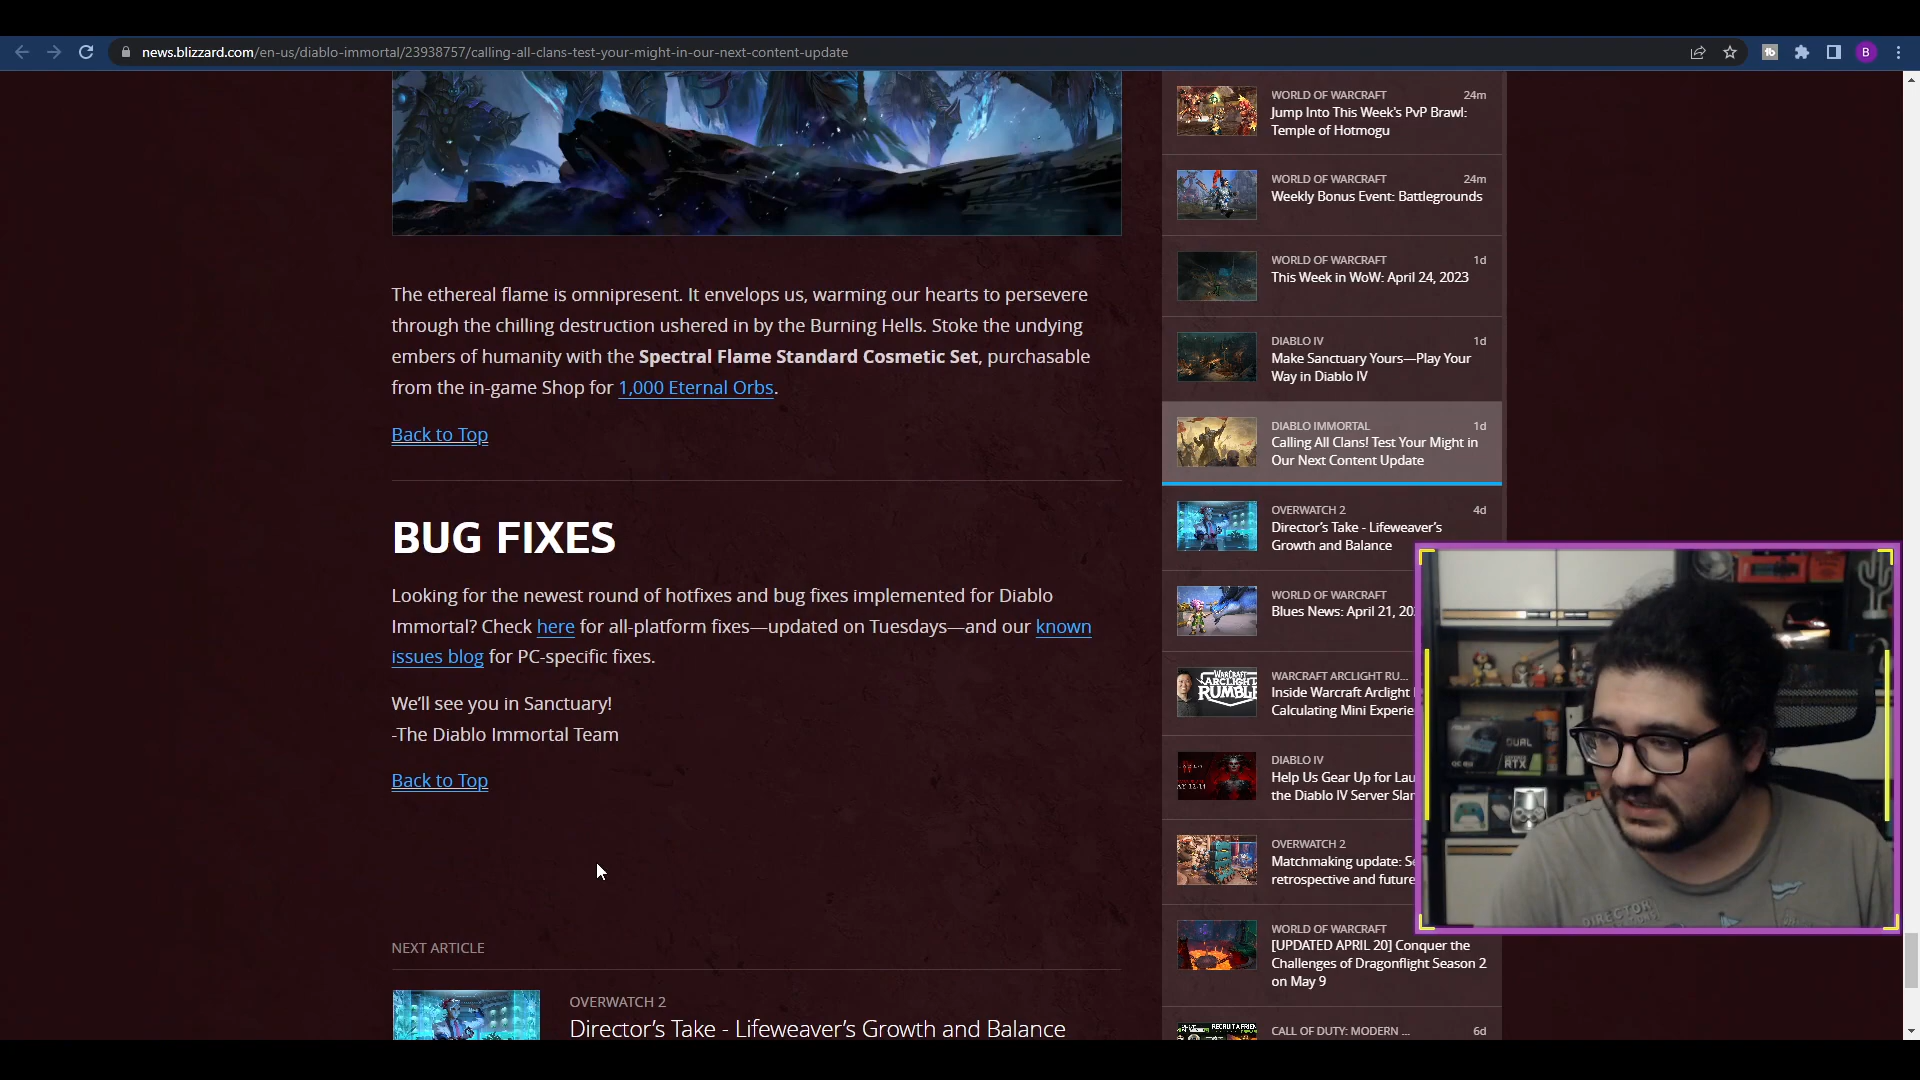 news.blizzard.com/en-us/diablo-immortal/23938757/calling-all-clans-test-your-might-in-our-next-content-update
tb
B
The ethereal flame is omnipresent. It envelops us, warming our hearts to persevere
through the chilling destruction ushered in by the Burning Hells. Stoke the undying
embers of humanity with the Spectral Flame Standard Cosmetic Set, purchasable
from the in-game Shop for 1,000 Eternal Orbs.
Back to Top
BUG FIXES
Looking for the newest round of hotfixes and bug fixes implemented for Diablo
Immortal? Check here for all-platform fixes—updated on Tuesdays—and our known
issues blog for PC-specific fixes.
We'll see you in Sanctuary!
-The Diablo Immortal Team
Back to Top
NEXT ARTICLE
OVERWATCH 2
Director's Take - Lifeweaver's Growth and Balance
WORLD OF WARCRAFT 24m
Jump Into This Week's PvP Brawl:
Temple of Hotmogu
WORLD OF WARCRAFT 24m
Weekly Bonus Event: Battlegrounds
WORLD OF WARCRAFT 1d
This Week in WoW: April 24, 2023
DIABLO IV 1d
Make Sanctuary Yours—Play Your
Way in Diablo IV
DIABLO IMMORTAL 1d
Calling All Clans! Test Your Might in
Our Next Content Update
OVERWATCH 2 4d
Director's Take - Lifeweaver's
Growth and Balance
WORLD OF WARCRAFT
Blues News: April 21, 20
WARCRAFT ARCLIGHT RU...
WARCRAFT
ARCLIGHT
RUMBLE
Inside Warcraft Arclight
Calculating Mini Experie
DIABLO IV
Help Us Gear Up for Lau
the Diablo IV Server Slar
OVERWATCH 2
Matchmaking update: Se
retrospective and future
WORLD OF WARCRAFT
[UPDATED APRIL 20] Conquer the
Challenges of Dragonflight Season 2
on May 9
RECRUIT A FRIEN
CALL OF DUTY: MODERN ... 6d
DUAL
RTX
DIRECTOR